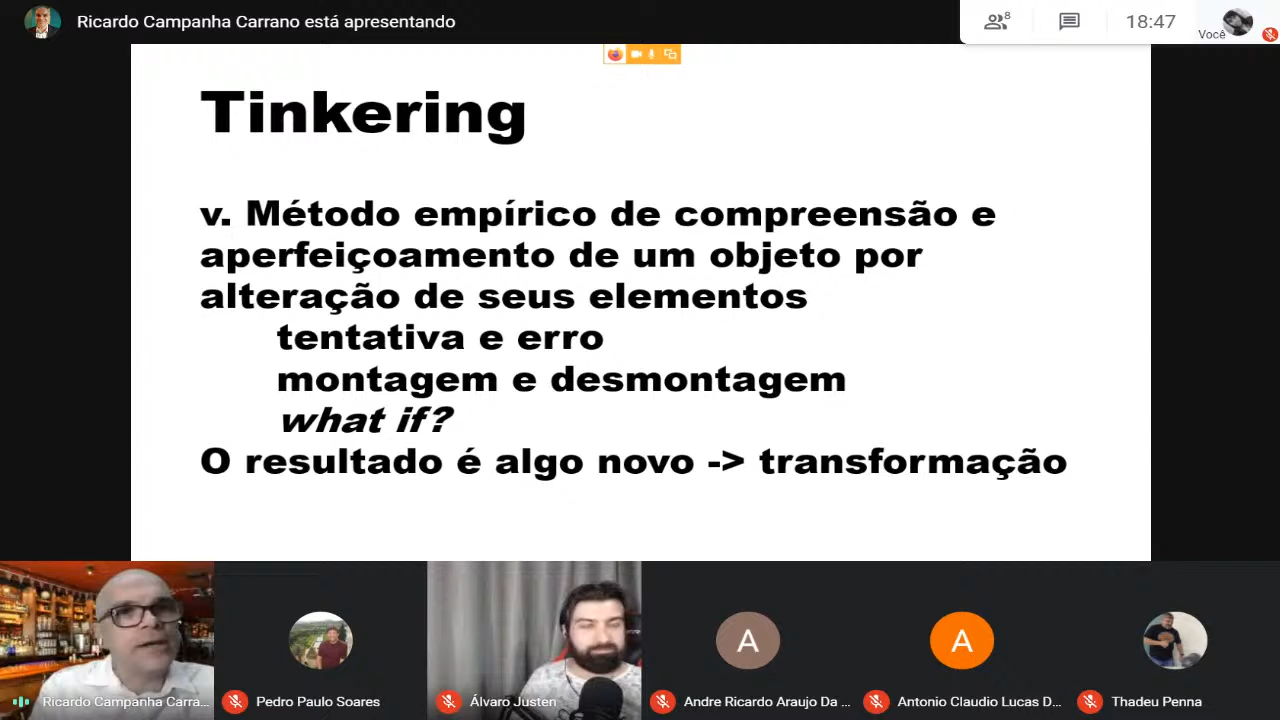 Ricardo Campanha Carrano está apresentando
8
18:47
Você
Tinkering
v. Método empírico de compreensão e
aperfeiçoamento de um objeto por
alteração de seus elementos
tentativa e erro
montagem e desmontagem
what if?
O resultado é algo novo -> transformação
A
A
Ricardo Campanha Carra...
Pedro Paulo Soares
Álvaro Justen
Andre Ricardo Araujo Da ...
Antonio Claudio Lucas D...
Thadeu Penna